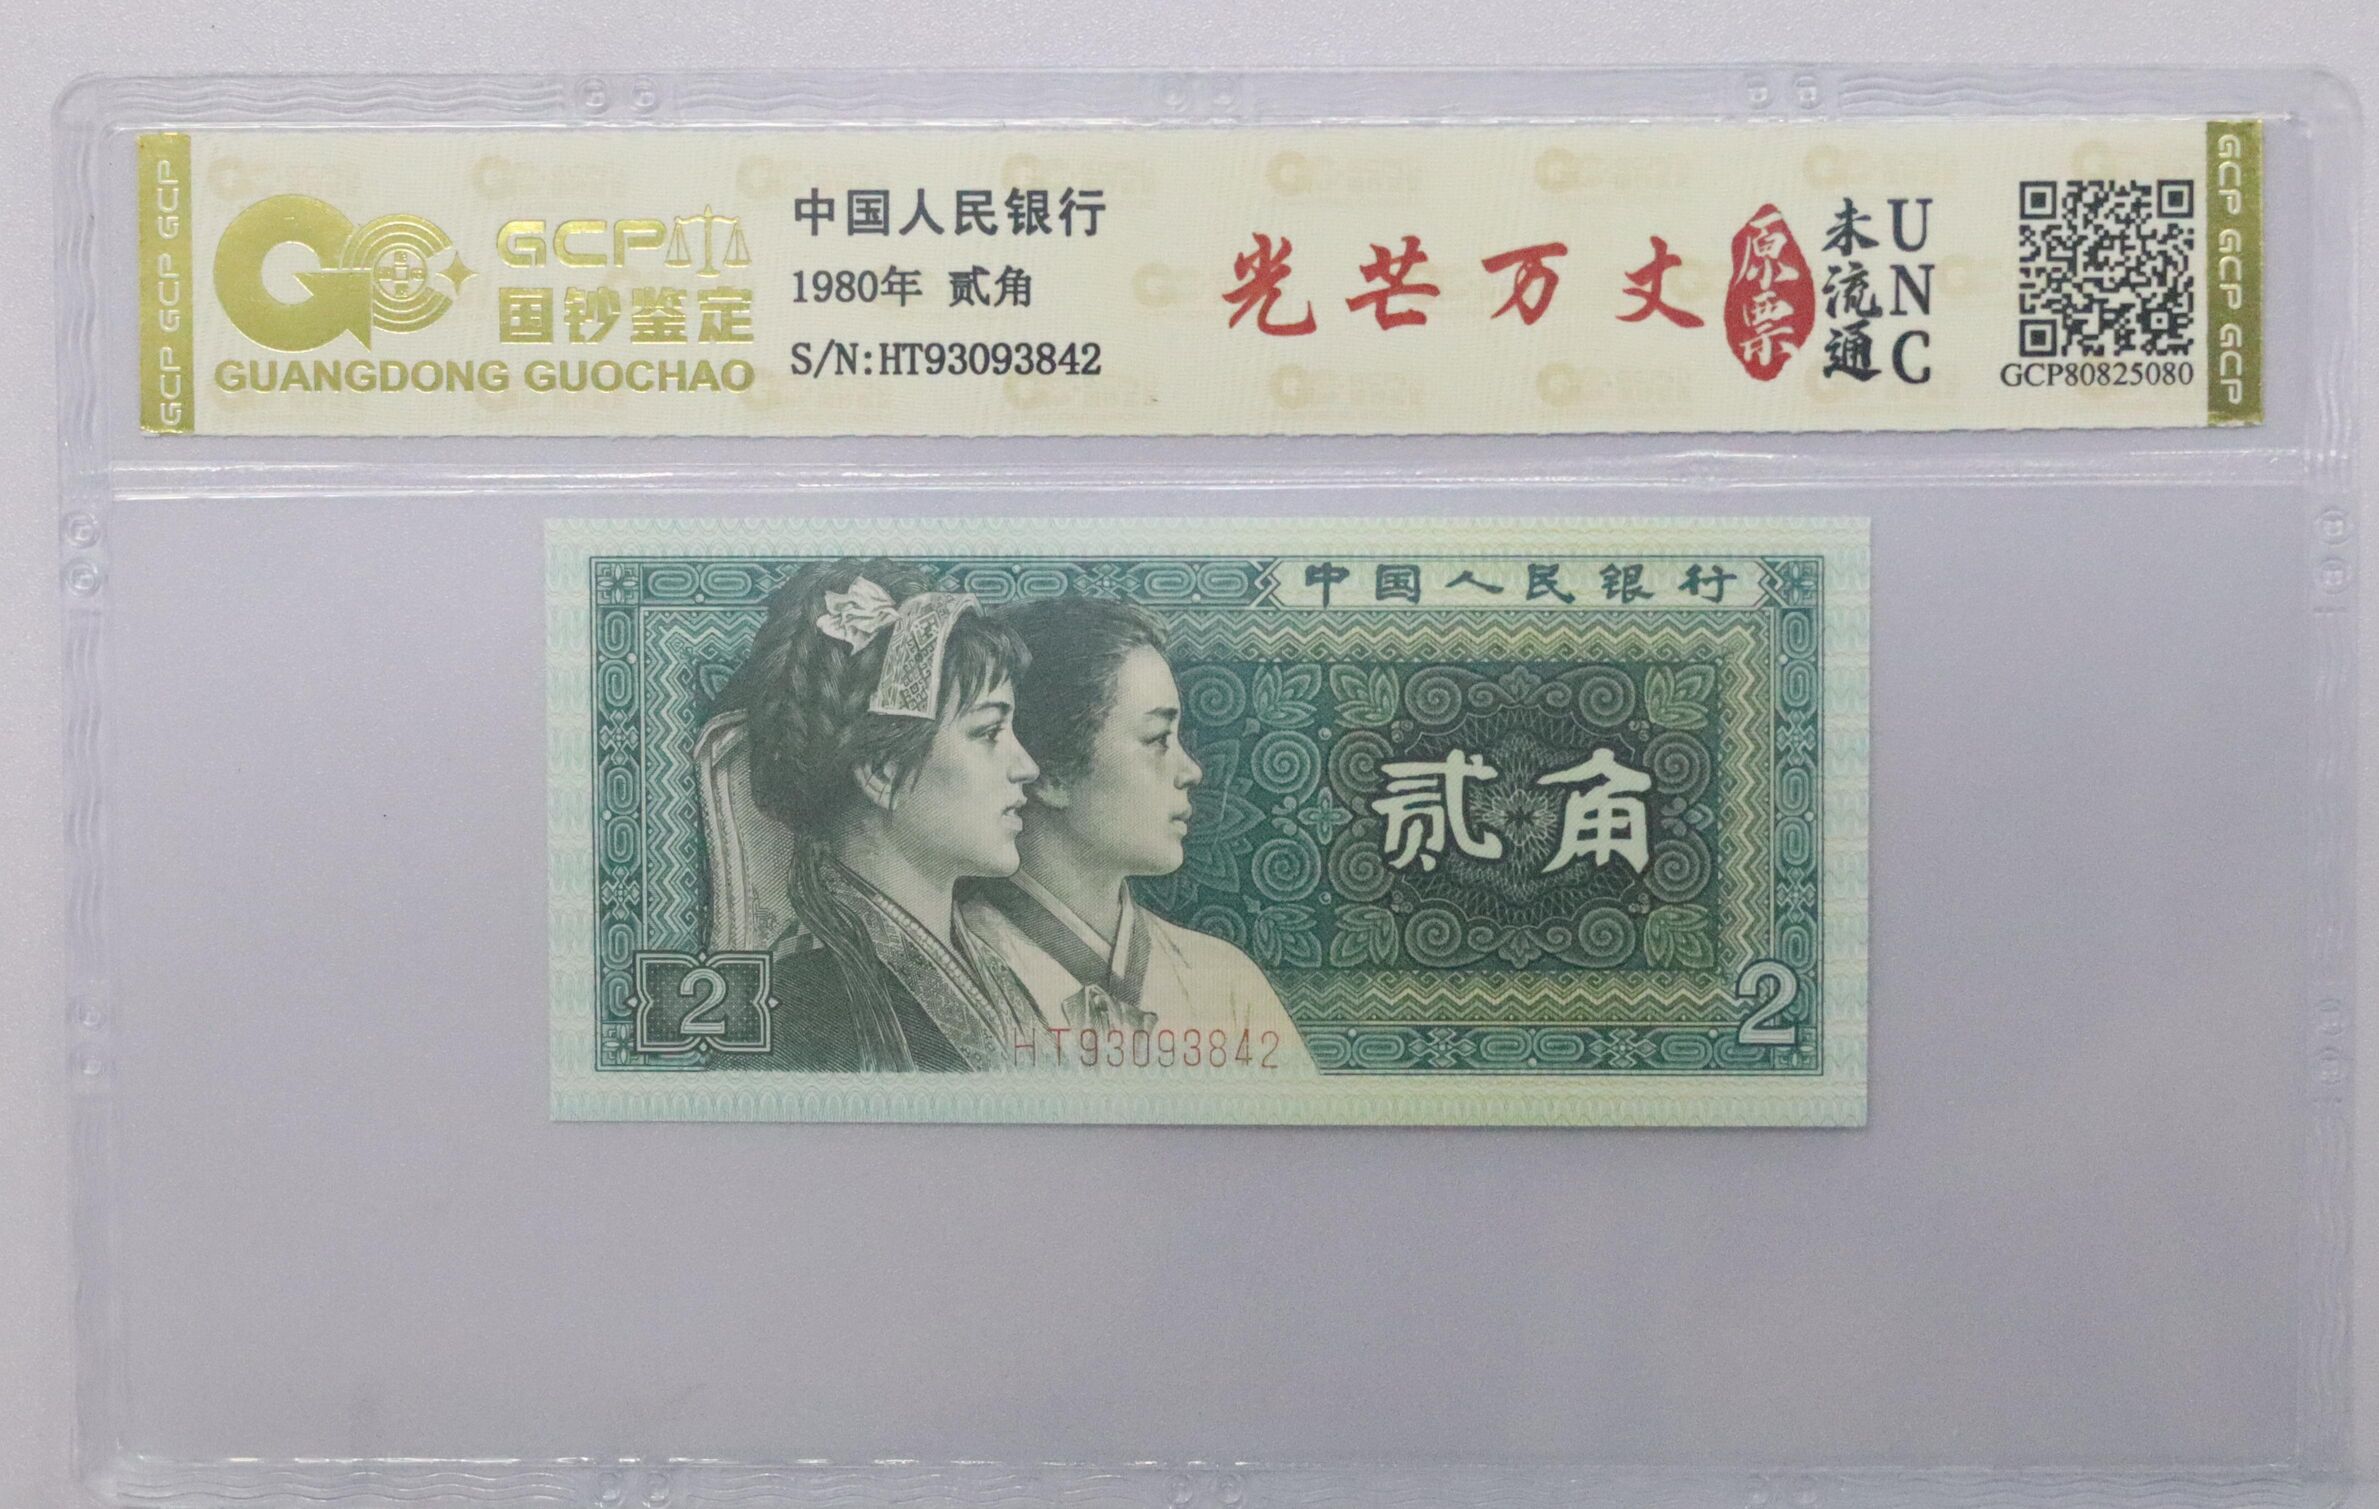 GCP GCP GCP
GCP
国钞鉴定
GUANGDONG GUOCHAO
中国人民银行
1980年 贰角
S/N:HT93093842
光芒万丈
原票
未流通
UNC
GCP80825080
GCP GCP GCP
中国人民银行
贰角
2
2
HT93093842